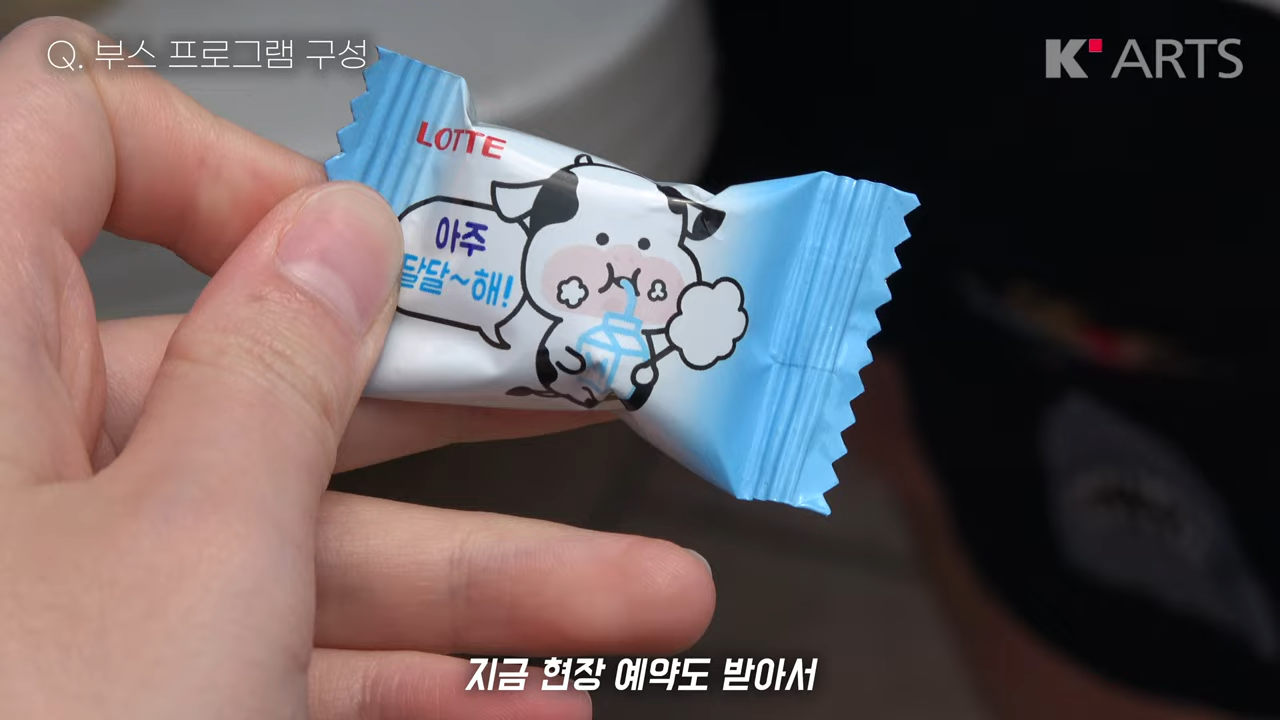 Q. 부스 프로그램 구성
K ARTS
LOTTE
아주
달달~해!
지금 현장 예약도 받아서